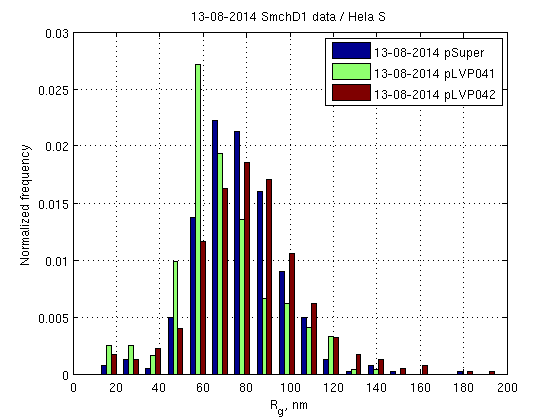 13-08-2014 SmchD1 data / Hela S
0.03
0.025
0.02
0.015
0.01
0.005
0
Normalized frequency
13-08-2014 pSuper
13-08-2014 pLVP041
13-08-2014 pLVP042
0 20 40 60 80 100 120 140 160 180 200
Rg, nm